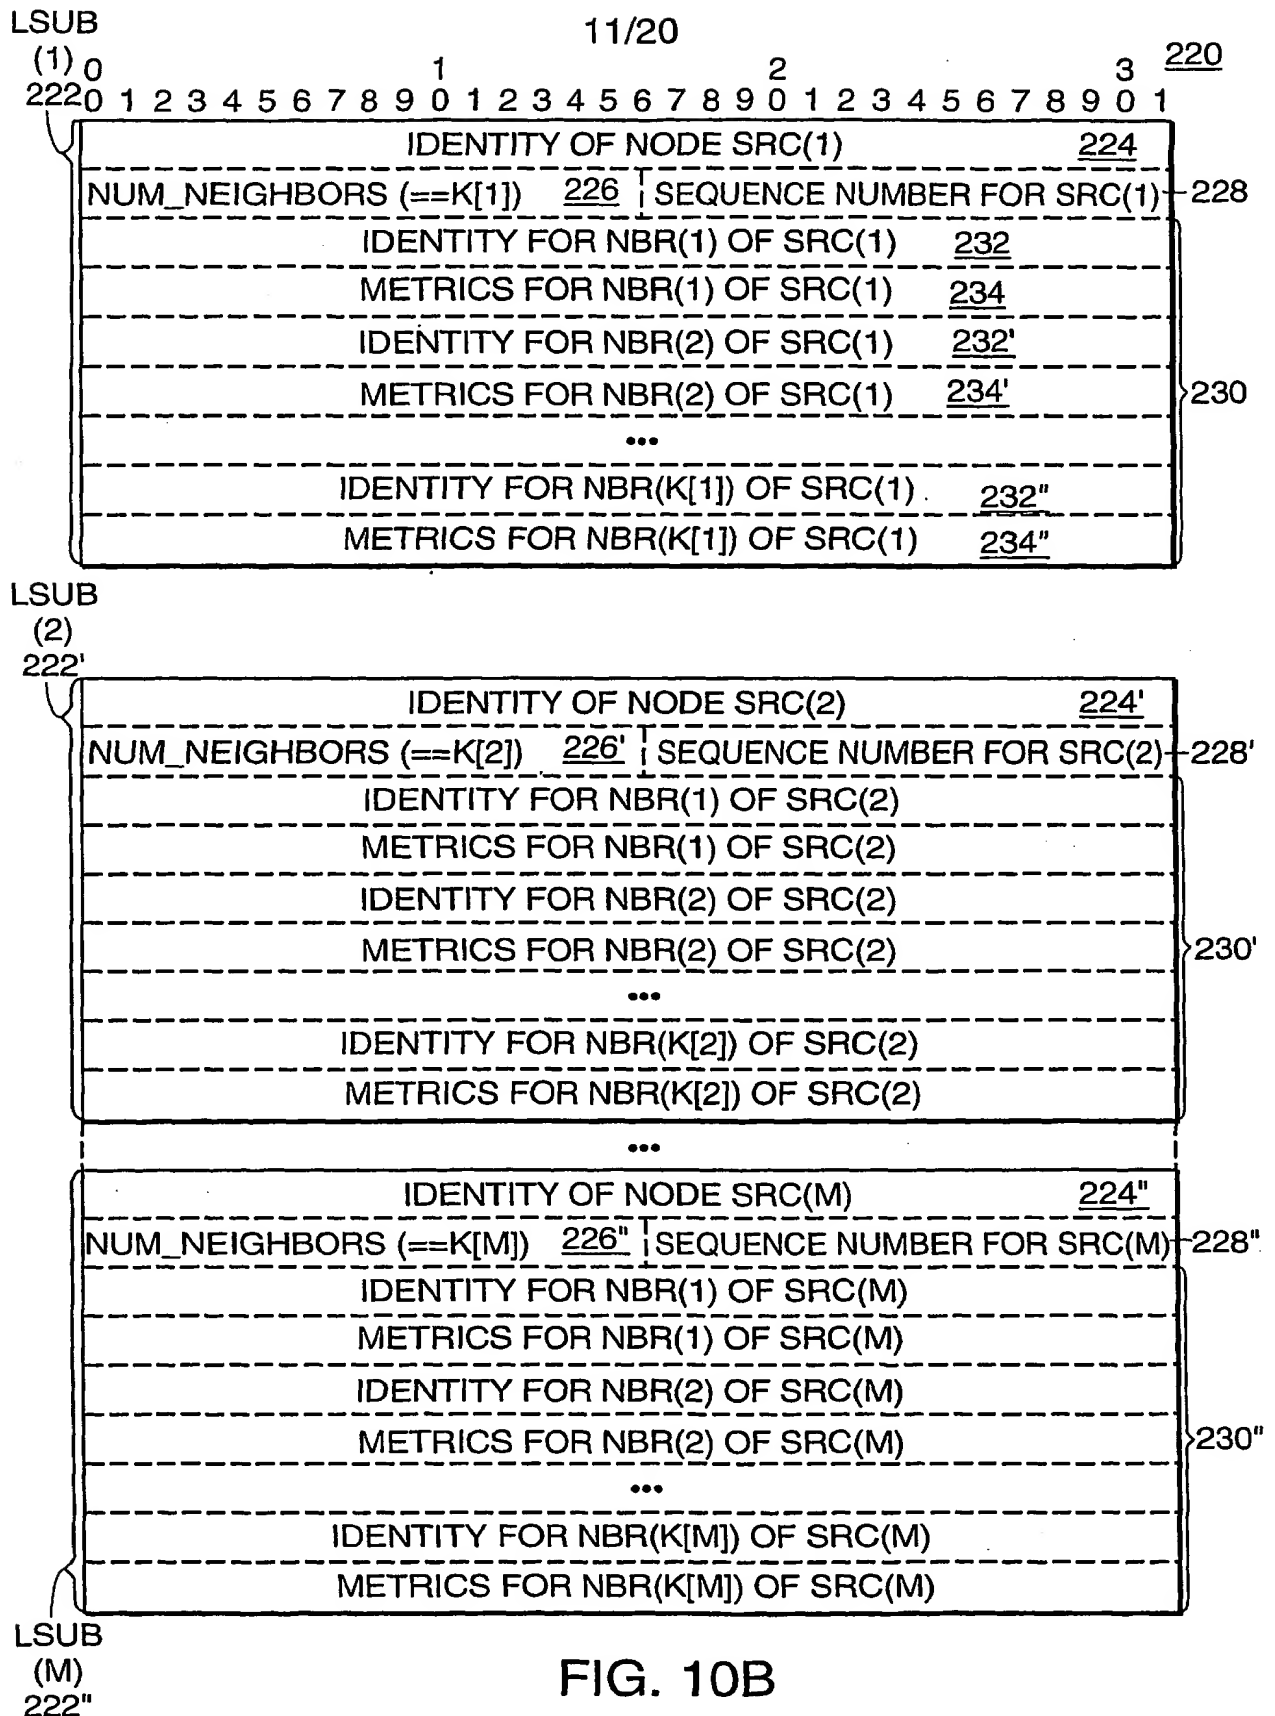 11/20
220
LSUB
(1)
222
0 1 2 3
0 1 2 3 4 5 6 7 8 9 0 1 2 3 4 5 6 7 8 9 0 1 2 3 4 5 6 7 8 9 0 1
IDENTITY OF NODE SRC(1) 224
NUM_NEIGHBORS (==K[1]) 226 SEQUENCE NUMBER FOR SRC(1) 228
IDENTITY FOR NBR(1) OF SRC(1) 232
METRICS FOR NBR(1) OF SRC(1) 234
IDENTITY FOR NBR(2) OF SRC(1) 232'
METRICS FOR NBR(2) OF SRC(1) 234'
230
•••
IDENTITY FOR NBR(K[1]) OF SRC(1) 232"
METRICS FOR NBR(K[1]) OF SRC(1) 234"
LSUB
(2)
222'
IDENTITY OF NODE SRC(2) 224'
NUM_NEIGHBORS (==K[2]) 226' SEQUENCE NUMBER FOR SRC(2) 228'
IDENTITY FOR NBR(1) OF SRC(2)
METRICS FOR NBR(1) OF SRC(2)
IDENTITY FOR NBR(2) OF SRC(2)
METRICS FOR NBR(2) OF SRC(2)
230'
•••
IDENTITY FOR NBR(K[2]) OF SRC(2)
METRICS FOR NBR(K[2]) OF SRC(2)
•••
IDENTITY OF NODE SRC(M) 224"
NUM_NEIGHBORS (==K[M]) 226" SEQUENCE NUMBER FOR SRC(M) 228"
IDENTITY FOR NBR(1) OF SRC(M)
METRICS FOR NBR(1) OF SRC(M)
IDENTITY FOR NBR(2) OF SRC(M)
METRICS FOR NBR(2) OF SRC(M)
230"
•••
IDENTITY FOR NBR(K[M]) OF SRC(M)
METRICS FOR NBR(K[M]) OF SRC(M)
LSUB
(M)
222"
FIG. 10B